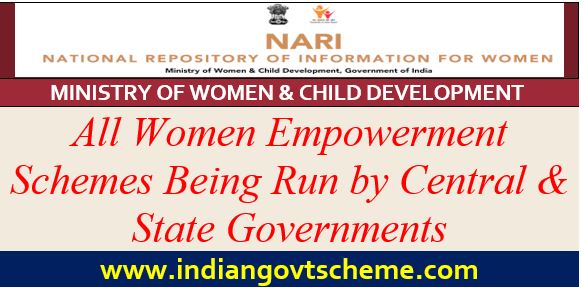 NARI
NATIONAL REPOSITORY OF INFORMATION FOR WOMEN
Ministry of Women & Child Development, Government of India
MINISTRY OF WOMEN & CHILD DEVELOPMENT
All Women Empowerment
Schemes Being Run by Central &
State Governments
www.indiangovtscheme.com